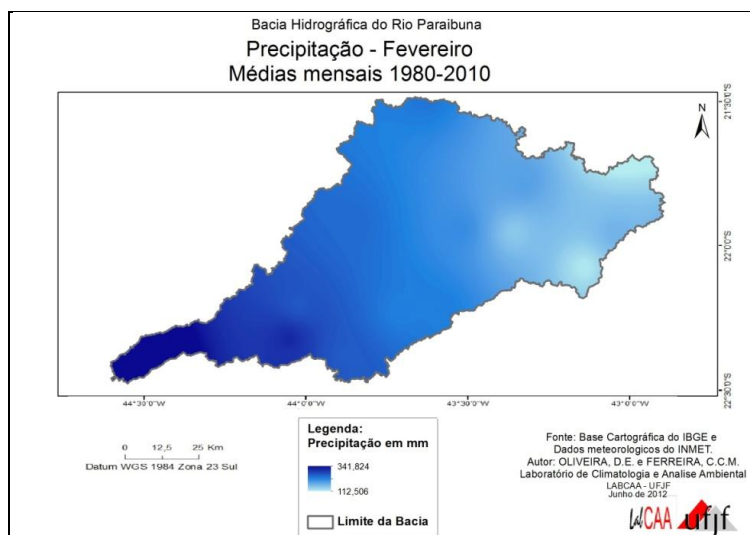 Bacia Hidrográfica do Rio Paraibuna
Precipitação - Fevereiro
Médias mensais 1980-2010
N
21°30'0"S
22°0'0"S
22°30'0"S
44°30'0"W
44°0'0"W
43°30'0"W
43°0'0"W
0 12,5 25 Km
Datum WGS 1984 Zona 23 Sul
Legenda:
Precipitação em mm
341,824
112,506
Limite da Bacia
Fonte: Base Cartográfica do IBGE e
Dados meteorologicos do INMET.
Autor: OLIVEIRA, D.E. e FERREIRA, C.C.M.
Laboratório de Climatologia e Analise Ambiental
LABCAA - UFJF
Junho de 2012
LabCAA ufjf